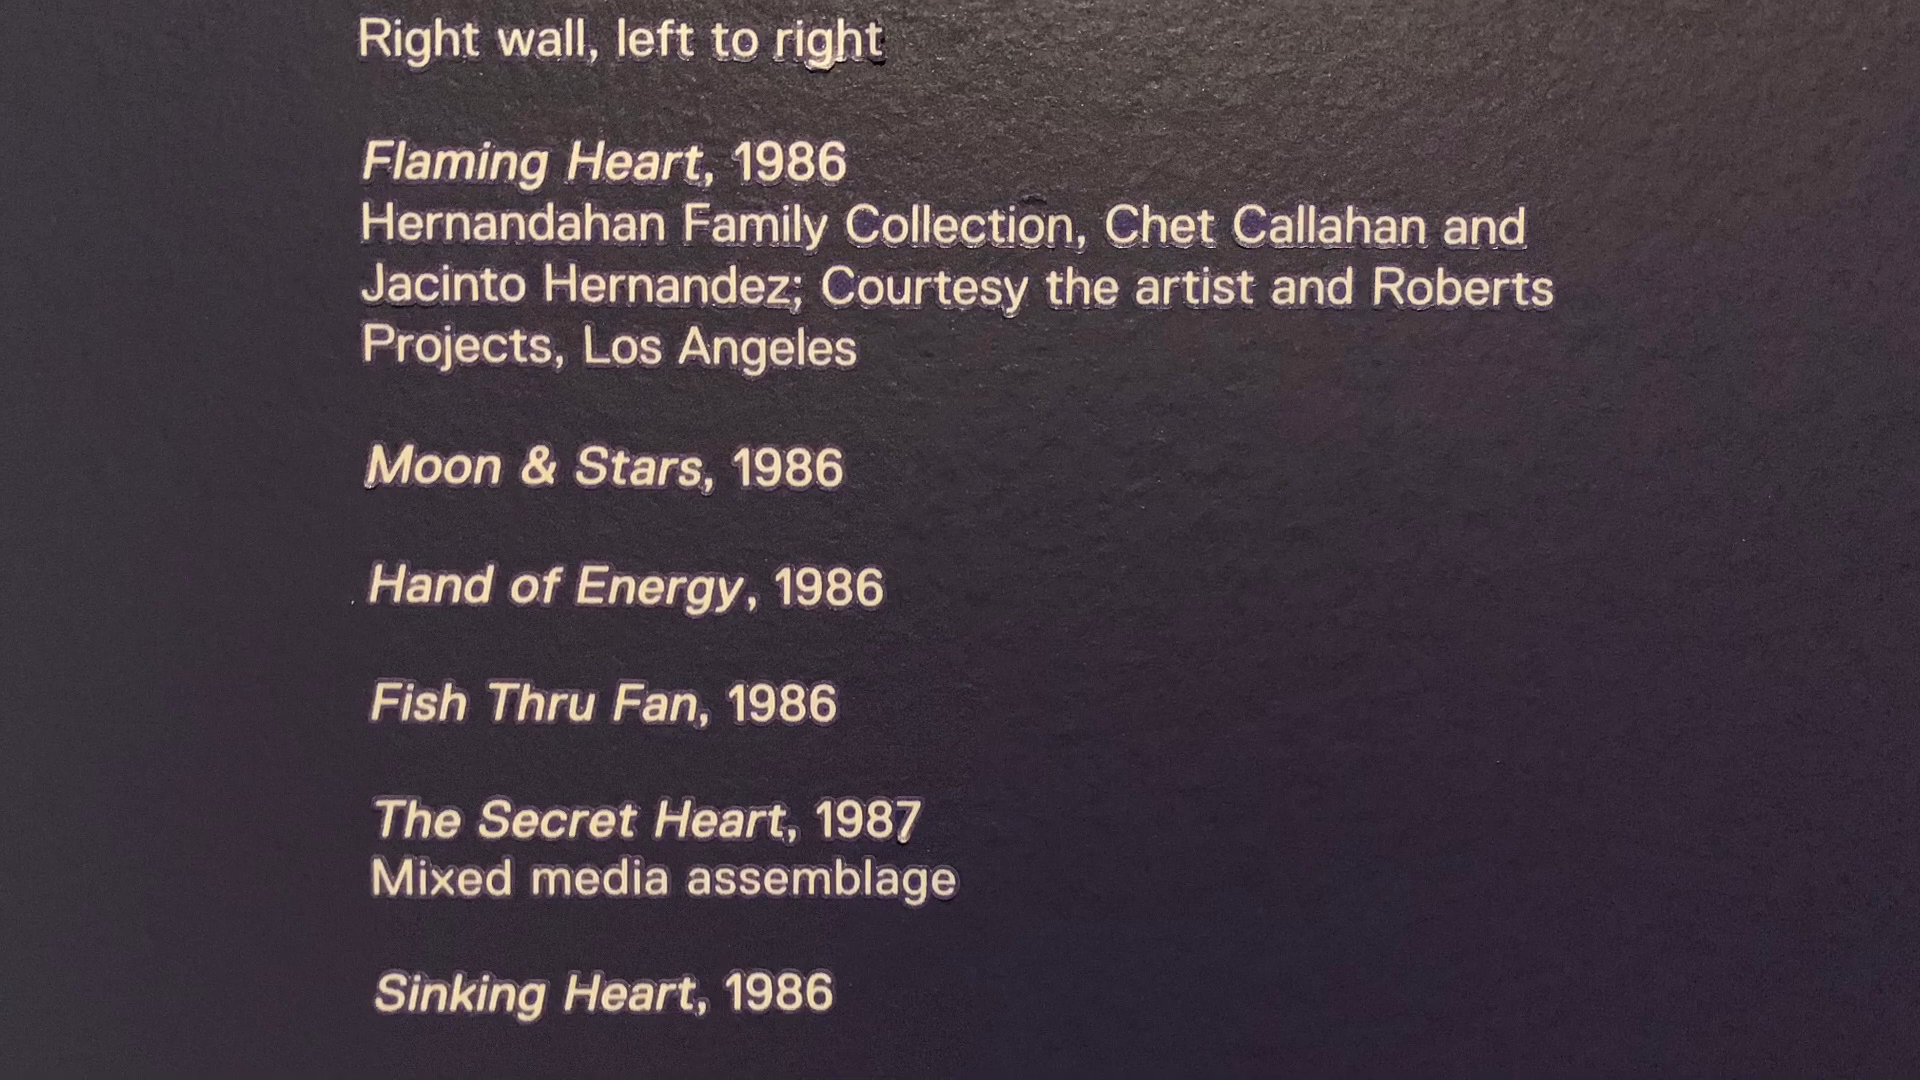 Right wall, left to right
Flaming Heart, 1986
Hernandahan Family Collection, Chet Callahan and
Jacinto Hernandez; Courtesy the artist and Roberts
Projects, Los Angeles
Moon & Stars, 1986
Hand of Energy, 1986
Fish Thru Fan, 1986
The Secret Heart, 1987
Mixed media assemblage
Sinking Heart, 1986